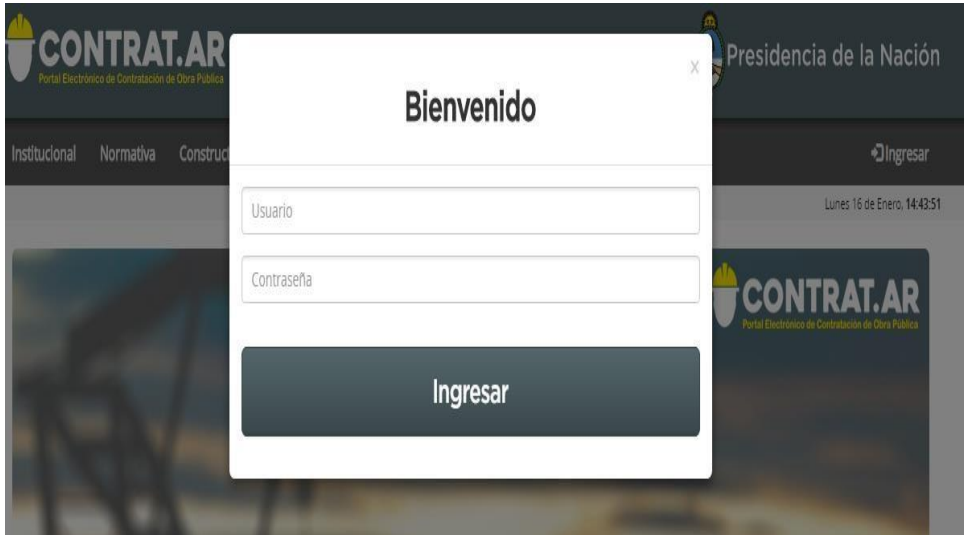 CONTRAT.AR
Portal Electrónico de Contratación de Obra Pública
Presidencia de la Nación
Institucional Normativa Construct
Ingresar
Lunes 16 de Enero, 14:43:51
x
Bienvenido
Usuario
Contraseña
Ingresar
CONTRAT.AR
Portal Electrónico de Contratación de Obra Pública